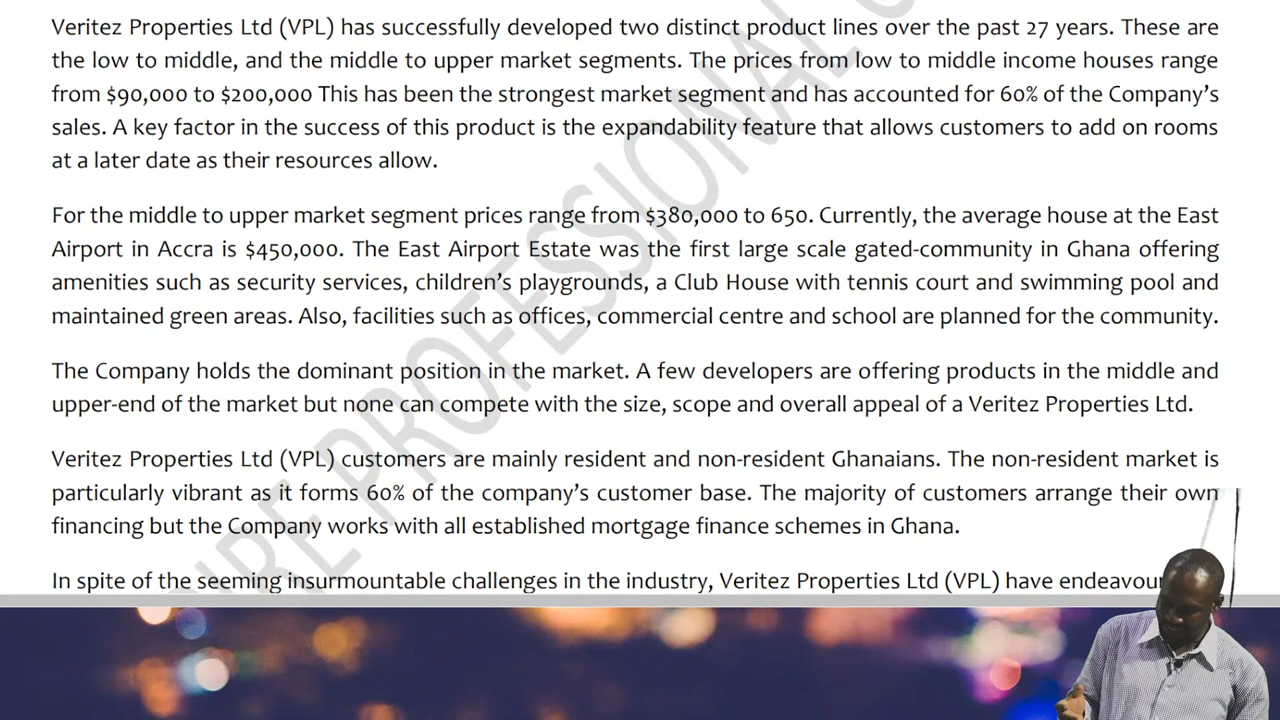 Veritez Properties Ltd (VPL) has successfully developed two distinct product lines over the past 27 years. These are
the low to middle, and the middle to upper market segments. The prices from low to middle income houses range
from $90,000 to $200,000 This has been the strongest market segment and has accounted for 60% of the Company's
sales. A key factor in the success of this product is the expandability feature that allows customers to add on rooms
at a later date as their resources allow.
For the middle to upper market segment prices range from $380,000 to 650. Currently, the average house at the East
Airport in Accra is $450,000. The East Airport Estate was the first large scale gated-community in Ghana offering
amenities such as security services, children's playgrounds, a Club House with tennis court and swimming pool and
maintained green areas. Also, facilities such as offices, commercial centre and school are planned for the community.
The Company holds the dominant position in the market. A few developers are offering products in the middle and
upper-end of the market but none can compete with the size, scope and overall appeal of a Veritez Properties Ltd.
Veritez Properties Ltd (VPL) customers are mainly resident and non-resident Ghanaians. The non-resident market is
particularly vibrant as it forms 60% of the company's customer base. The majority of customers arrange their own
financing but the Company works with all established mortgage finance schemes in Ghana.
In spite of the seeming insurmountable challenges in the industry, Veritez Properties Ltd (VPL) have endeavour
PROFESSIONAL